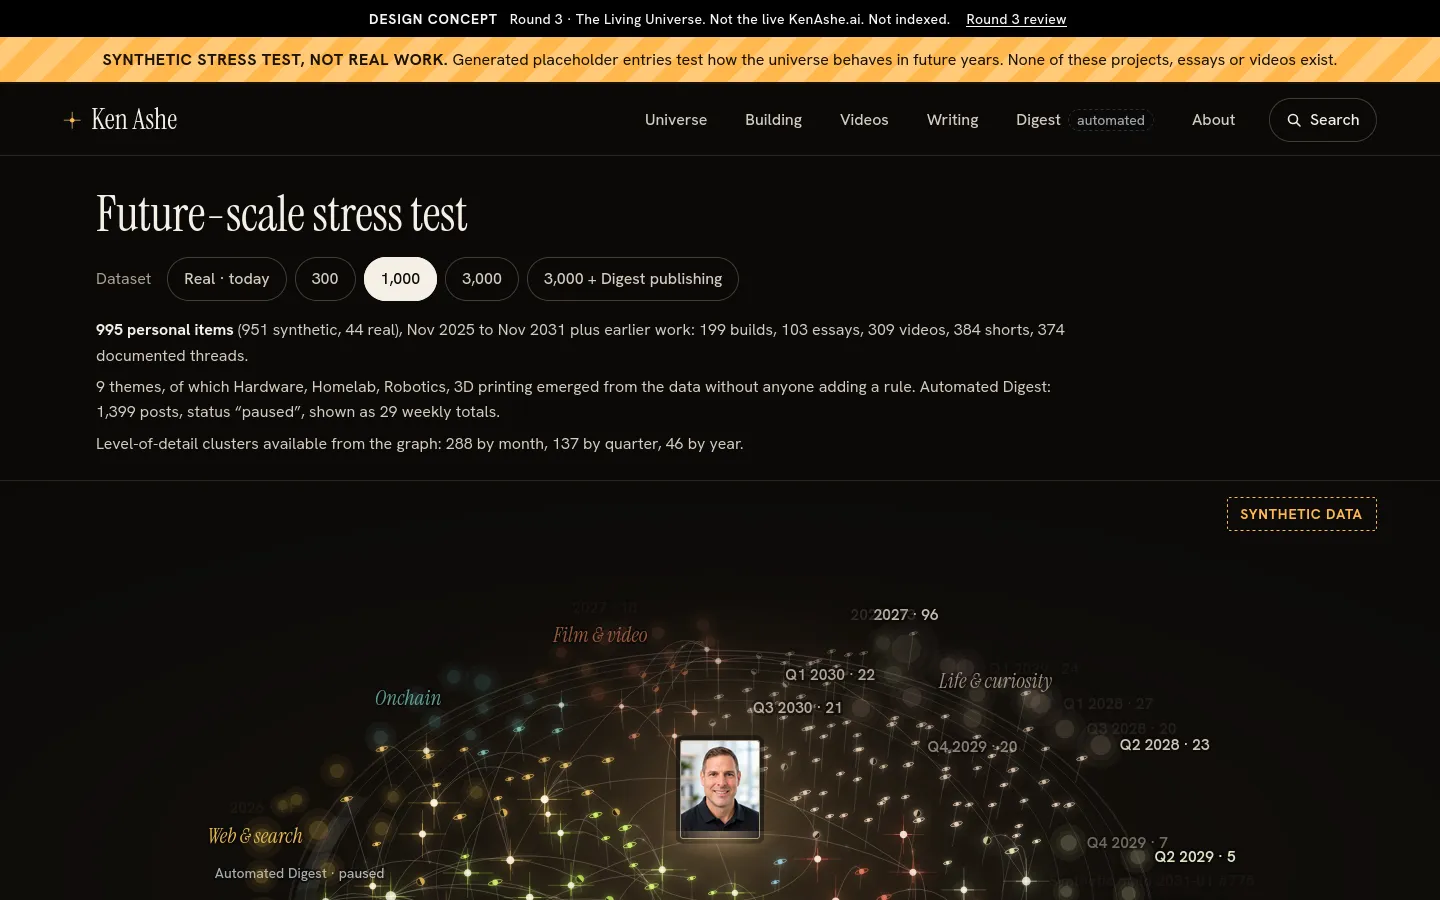 DESIGN CONCEPT Round 3 · The Living Universe. Not the live KenAshe.ai. Not indexed. Round 3 review
SYNTHETIC STRESS TEST, NOT REAL WORK. Generated placeholder entries test how the universe behaves in future years. None of these projects, essays or videos exist.
Ken Ashe
Universe Building Videos Writing Digest automated About Search
Future-scale stress test
Dataset Real · today 300 1,000 3,000 3,000 + Digest publishing
995 personal items (951 synthetic, 44 real), Nov 2025 to Nov 2031 plus earlier work: 199 builds, 103 essays, 309 videos, 384 shorts, 374
documented threads.
9 themes, of which Hardware, Homelab, Robotics, 3D printing emerged from the data without anyone adding a rule. Automated Digest:
1,399 posts, status “paused”, shown as 29 weekly totals.
Level-of-detail clusters available from the graph: 288 by month, 137 by quarter, 46 by year.
SYNTHETIC DATA
2027 · 18
2027 · 96
Film & video
Q1 2029 · 24
Q1 2030 · 22
Life & curiosity
Onchain
Q1 2028 · 27
Q3 2030 · 21
Q3 2028 · 20
Q4 2029 · 20
Q2 2028 · 23
2026
Web & search
Q4 2029 · 7
Q2 2029 · 5
Automated Digest · paused